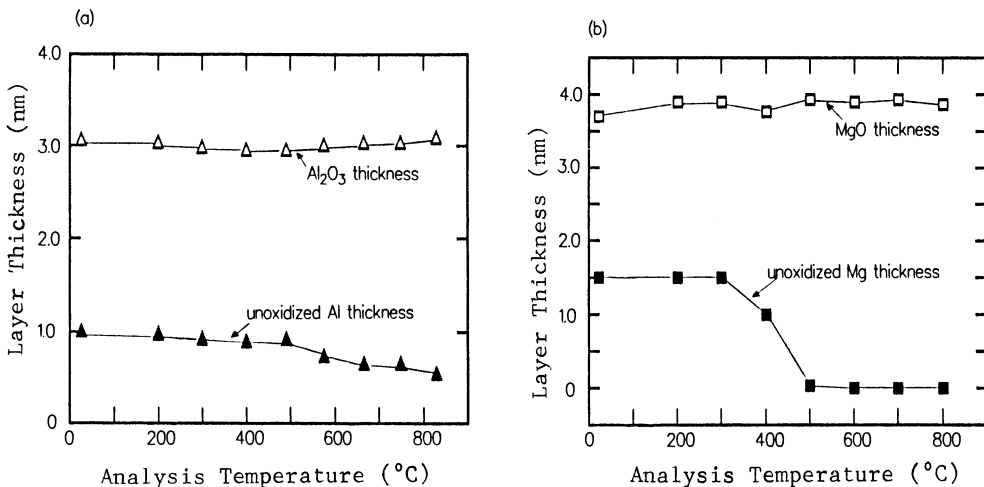 (a)
4.0
3.0
2.0
1.0
0
Layer Thickness (nm)
Al2O3 thickness
unoxidized Al thickness
0 200 400 600 800
Analysis Temperature (°C)
(b)
4.0
3.0
2.0
1.0
0
Layer Thickness (nm)
MgO thickness
unoxidized Mg thickness
0 200 400 600 800
Analysis Temperature (°C)